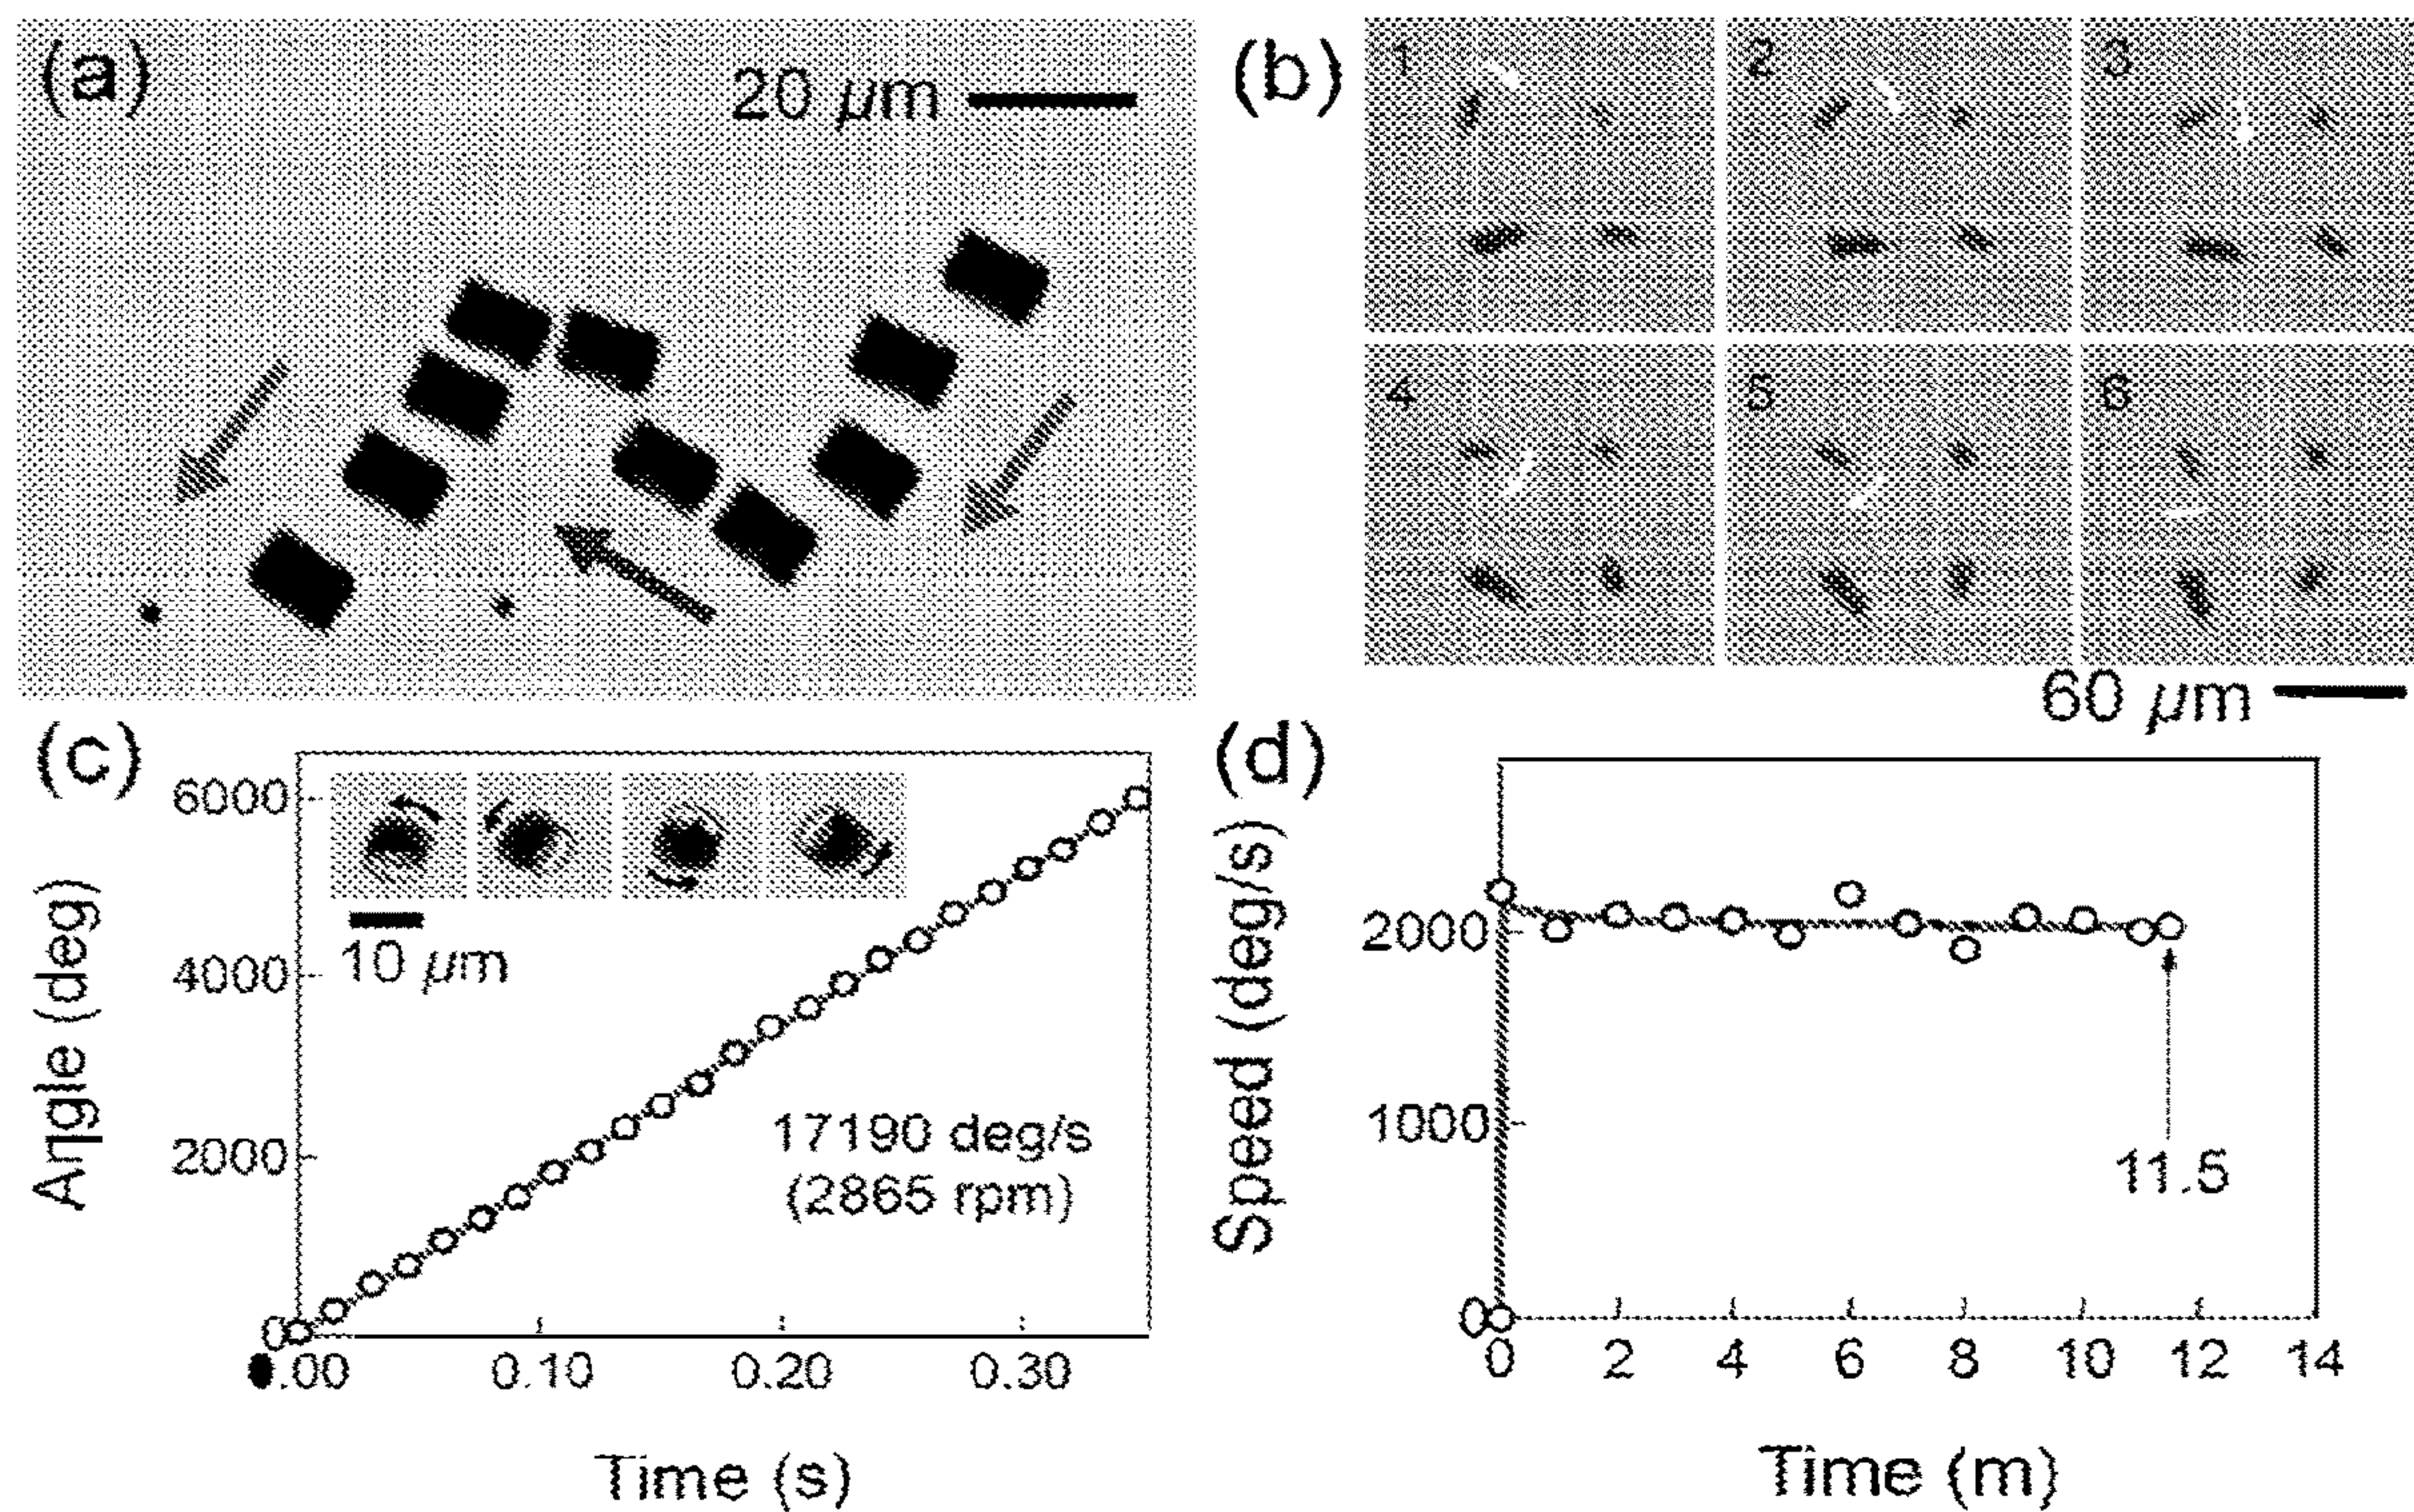 (a)
20 µm
(b)
1
2
3
4
5
6
60 µm
(c)
Angle (deg)
6000
4000
2000
0
10 µm
17190 deg/s
(2865 rpm)
0.00
0.10
0.20
0.30
Time (s)
(d)
Speed (deg/s)
2000
1000
0
11.5
0
2
4
6
8
10
12
14
Time (m)